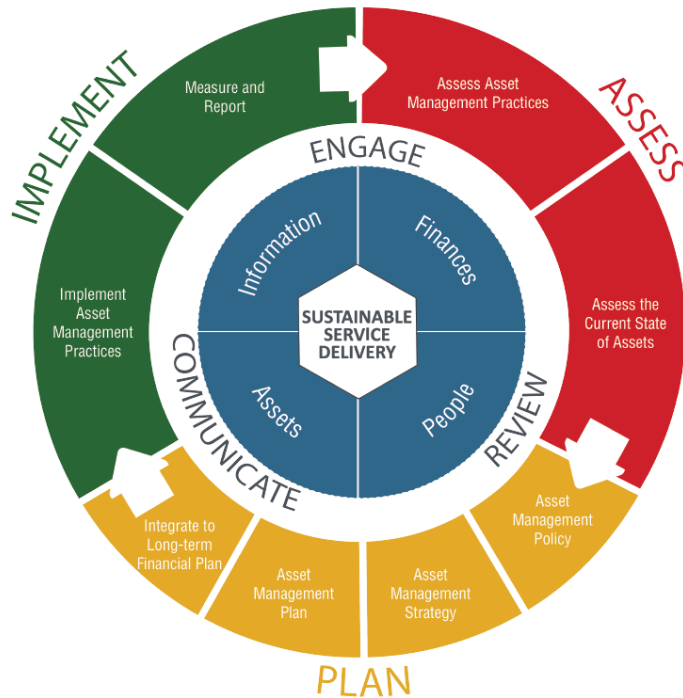 IMPLEMENT
Measure and
Report
Assess Asset
Management Practices
ASSESS
ENGAGE
Information
Finances
Implement
Asset
Management
Practices
SUSTAINABLE
SERVICE
DELIVERY
Assess the
Current State
of Assets
Assets
People
COMMUNICATE
REVIEW
Integrate to
Long-term
Financial Plan
Asset
Management
Plan
Asset
Management
Strategy
Asset
Management
Policy
PLAN